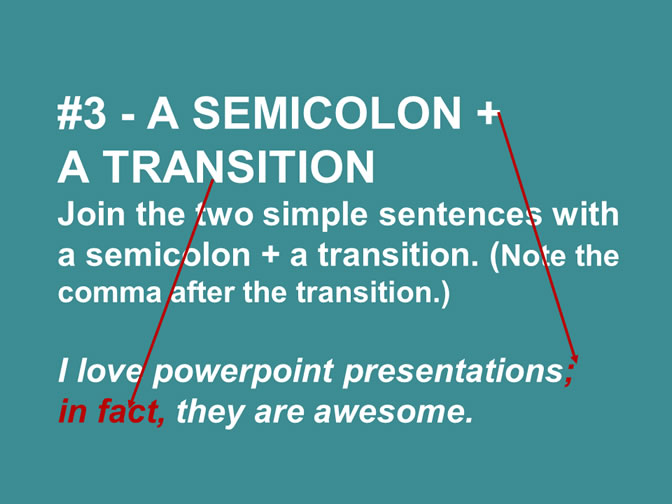 #3 - A SEMICOLON +
A TRANSITION
Join the two simple sentences with
a semicolon + a transition. (Note the
comma after the transition.)
I love powerpoint presentations;
in fact, they are awesome.